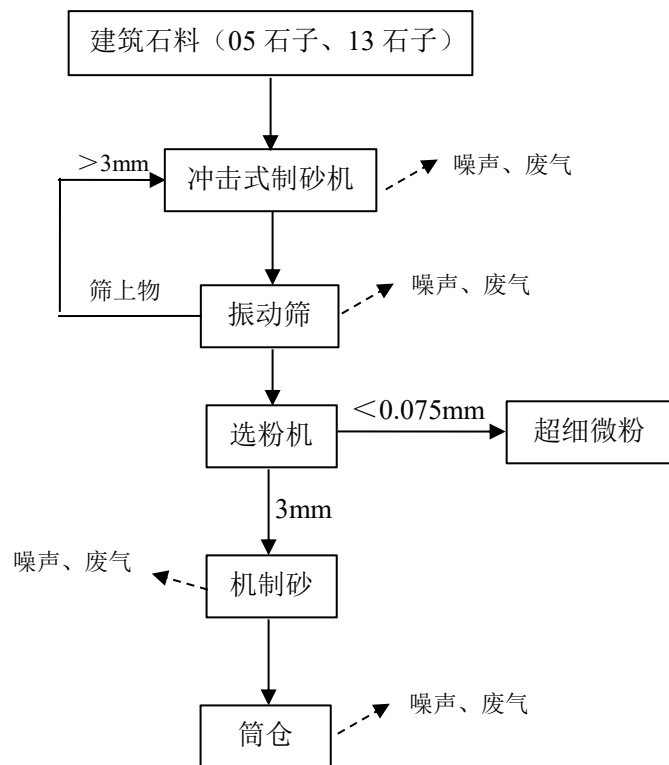 建筑石料（05 石子、13 石子）
＞3mm
冲击式制砂机
噪声、废气
筛上物
振动筛
噪声、废气
选粉机
＜0.075mm
超细微粉
3mm
噪声、废气
机制砂
筒仓
噪声、废气